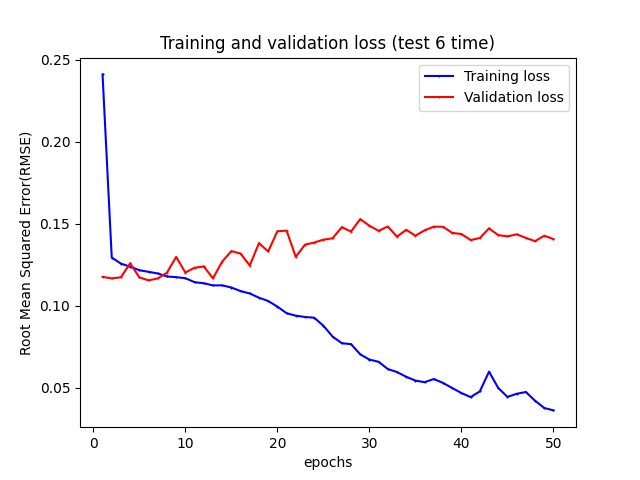 Training and validation loss (test 6 time)
Training loss
Validation loss
Root Mean Squared Error(RMSE)
0.25
0.20
0.15
0.10
0.05
0 10 20 30 40 50
epochs